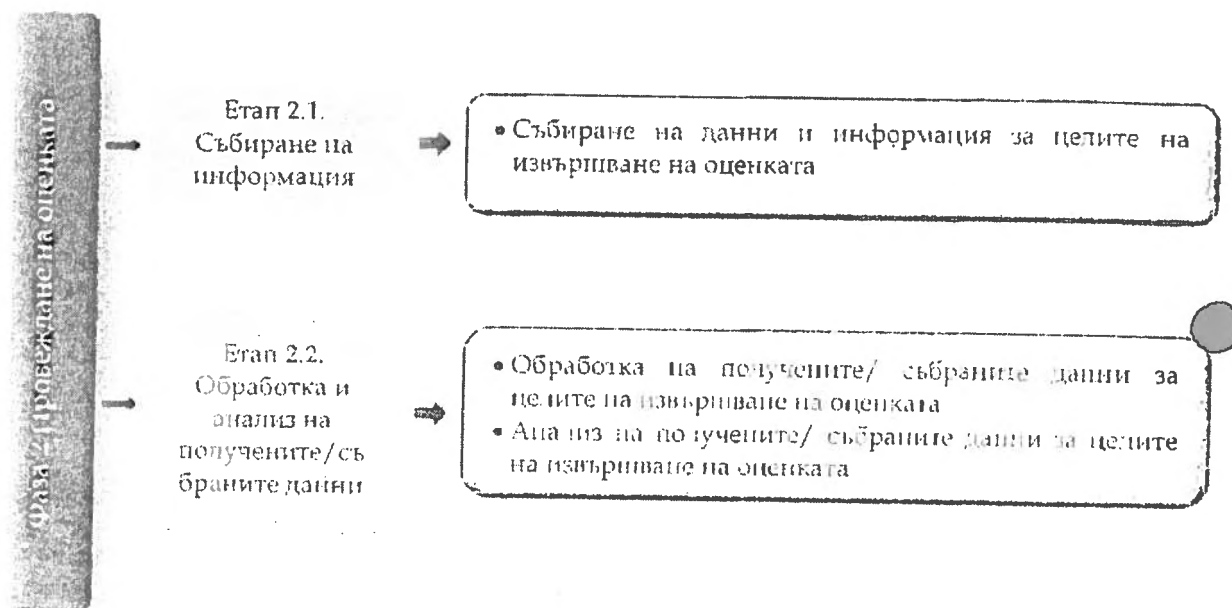 Фаза 2 – Провеждане на оценката
Етап 2.1.
Събиране на
информация
• Събиране на данни и информация за целите на
извършване на оценката
Етап 2.2.
Обработка и
анализ на
получените/съ
браните данни
• Обработка на получените/ събраните данни за
целите на извършване на оценката
• Анализ на получените/ събраните данни за целите
на извършване на оценката